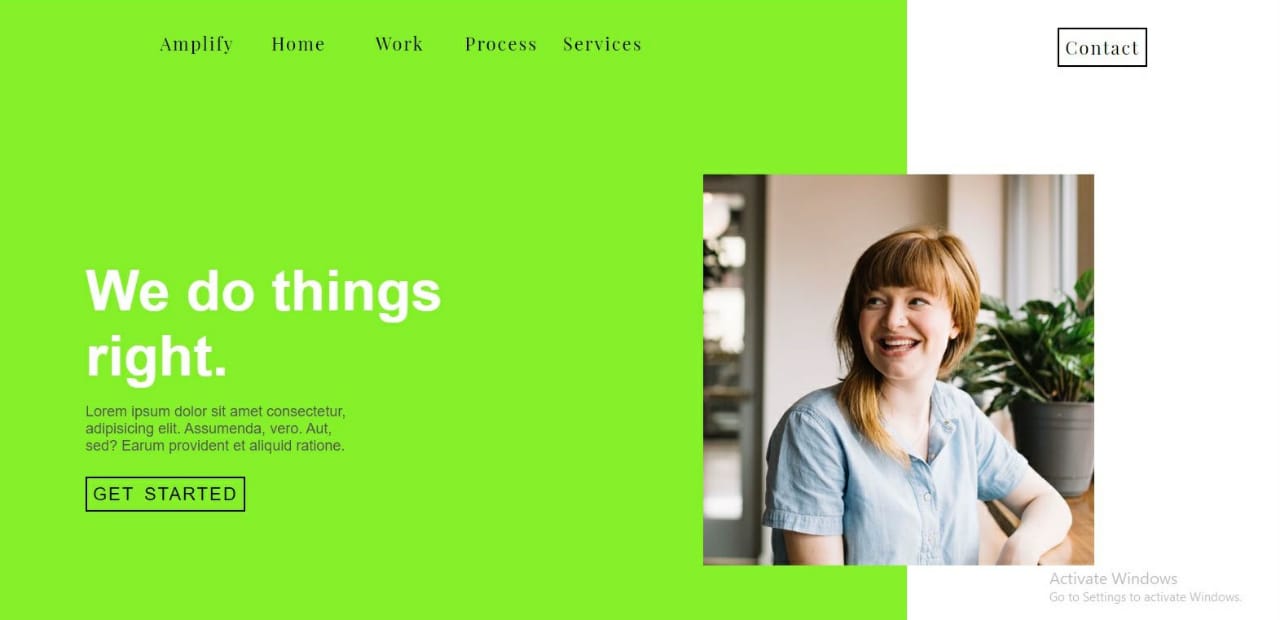 Amplify Home Work Process Services Contact
We do things
right.
Lorem ipsum dolor sit amet consectetur,
adipisicing elit. Assumenda, vero. Aut,
sed? Earum provident et aliquid ratione.
GET STARTED
Activate Windows
Go to Settings to activate Windows.